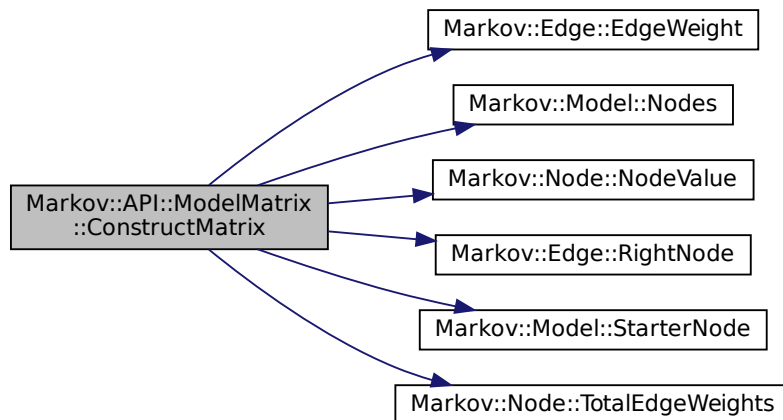 Markov::Edge::EdgeWeight
Markov::Model::Nodes
Markov::Node::NodeValue
Markov::API::ModelMatrix
::ConstructMatrix
Markov::Edge::RightNode
Markov::Model::StarterNode
Markov::Node::TotalEdgeWeights